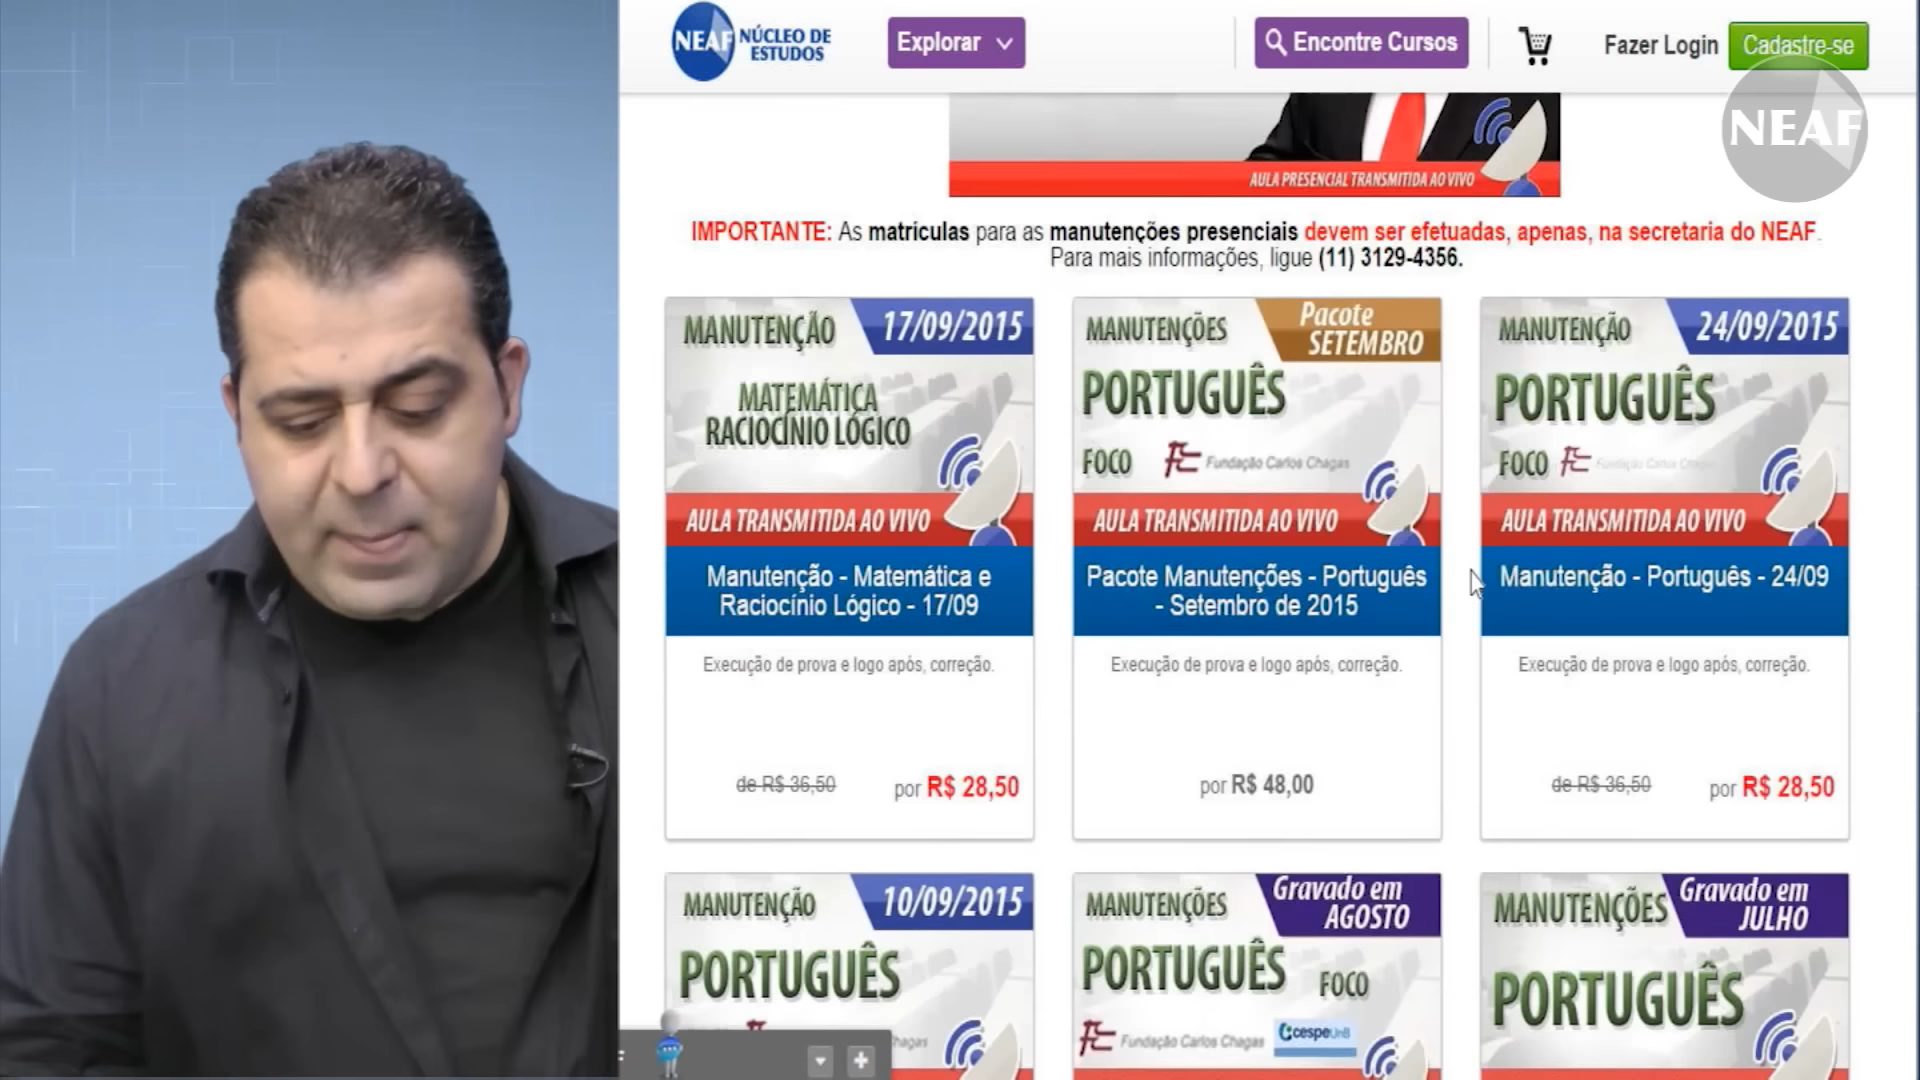 NEAF NÚCLEO DE
ESTUDOS
Explorar
Encontre Cursos
Fazer Login
Cadastre-se
NEAF
AULA PRESENCIAL TRANSMITIDA AO VIVO
IMPORTANTE: As matrículas para as manutenções presenciais devem ser efetuadas, apenas, na secretaria do NEAF.
Para mais informações, ligue (11) 3129-4356.
MANUTENÇÃO 17/09/2015
MATEMÁTICA
RACIOCÍNIO LÓGICO
AULA TRANSMITIDA AO VIVO
Manutenção - Matemática e
Raciocínio Lógico - 17/09
Execução de prova e logo após, correção.
de R$ 36,50 por R$ 28,50
MANUTENÇÕES Pacote
SETEMBRO
PORTUGUÊS
FOCO Fundação Carlos Chagas
AULA TRANSMITIDA AO VIVO
Pacote Manutenções - Português
- Setembro de 2015
Execução de prova e logo após, correção.
por R$ 48,00
MANUTENÇÃO 24/09/2015
PORTUGUÊS
FOCO Fundação Carlos Chagas
AULA TRANSMITIDA AO VIVO
Manutenção - Português - 24/09
Execução de prova e logo após, correção.
de R$ 36,50 por R$ 28,50
MANUTENÇÃO 10/09/2015
PORTUGUÊS
hagas
MANUTENÇÕES Gravado em
AGOSTO
PORTUGUÊS FOCO
Fundação Carlos Chagas cespeUnB
MANUTENÇÕES Gravado em
JULHO
PORTUGUÊS